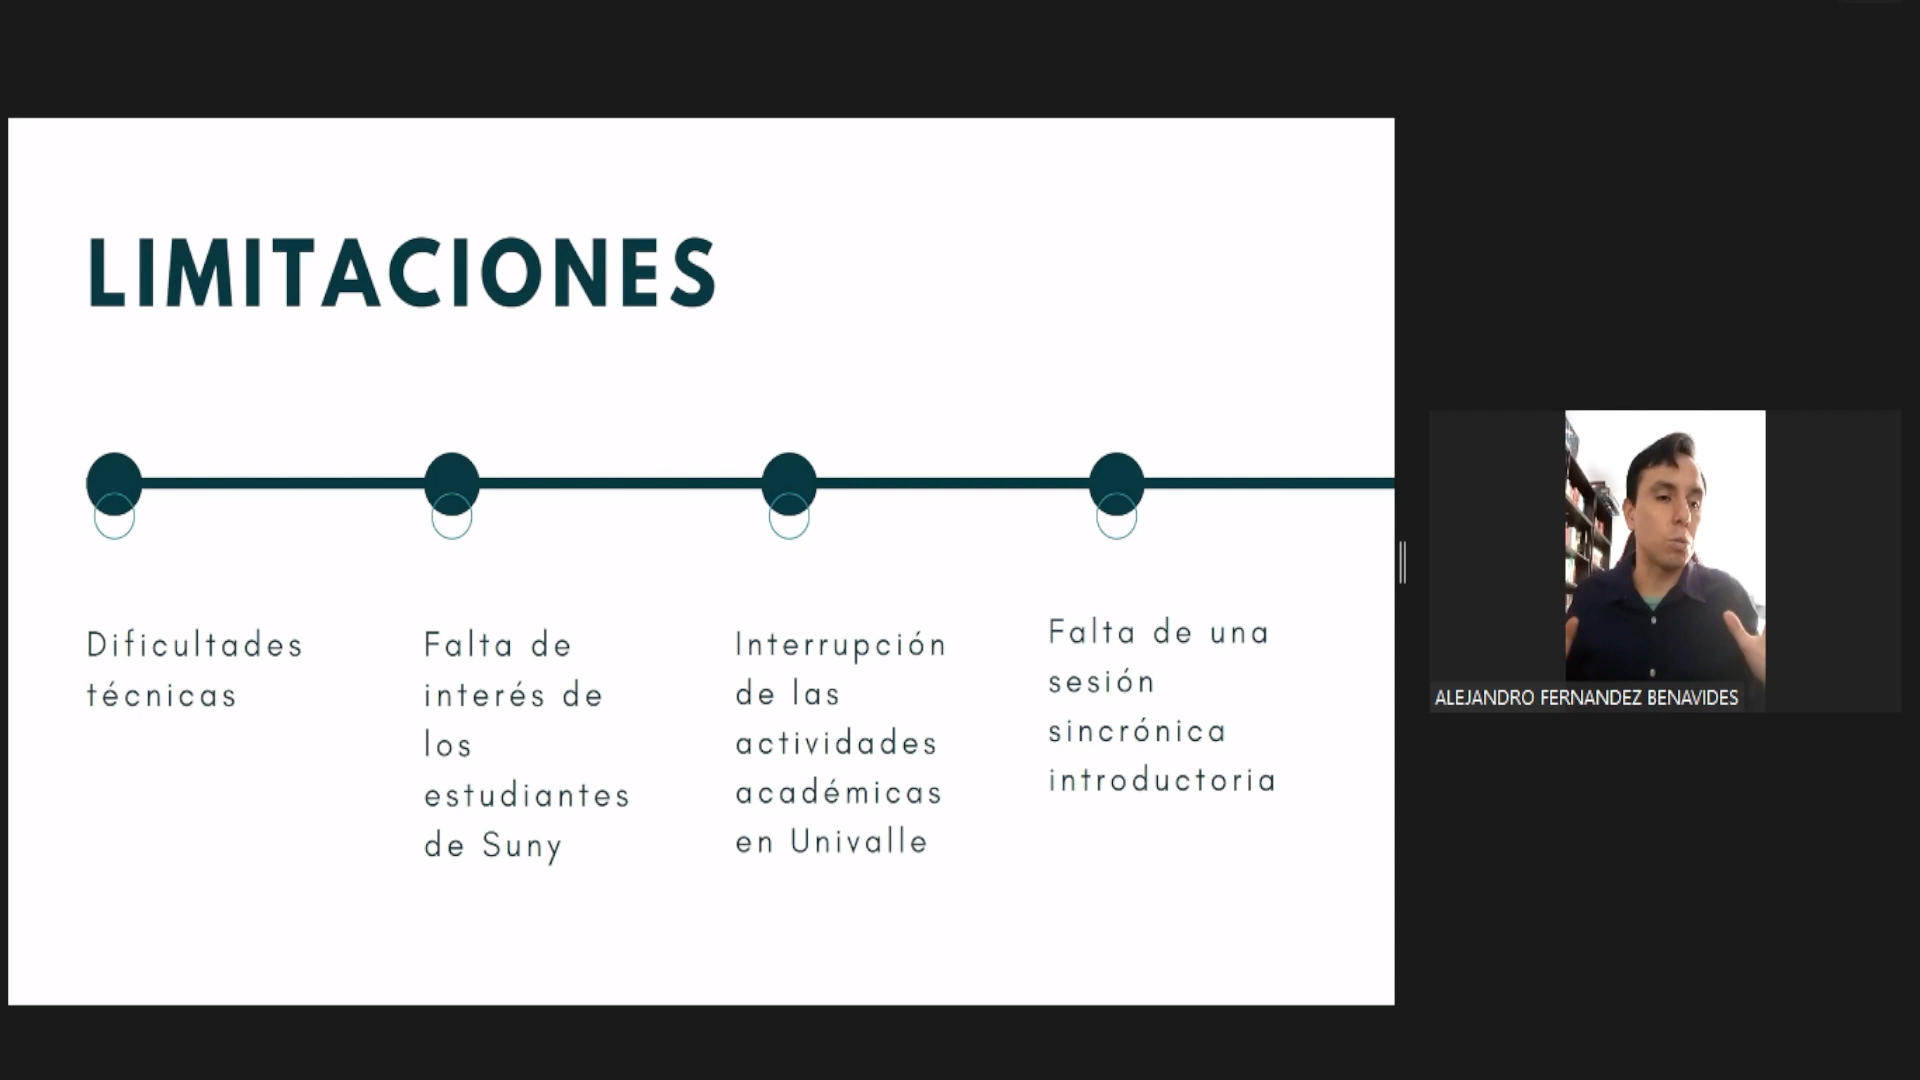 LIMITACIONES
Dificultades
técnicas
Falta de
interés de
los
estudiantes
de Suny
Interrupción
de las
actividades
académicas
en Univalle
Falta de una
sesión
sincrónica
introductoria
ALEJANDRO FERNANDEZ BENAVIDES